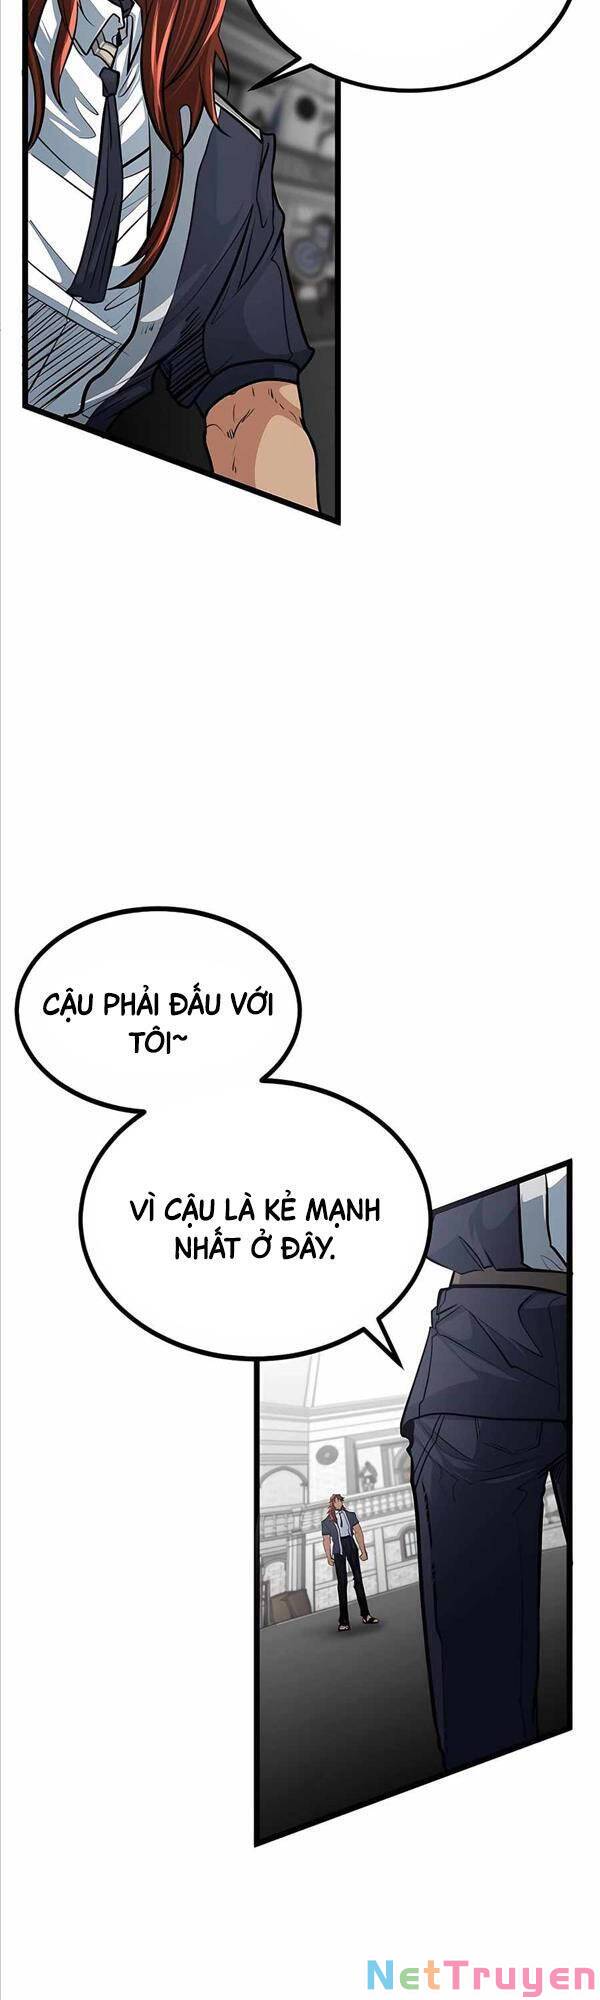 CẬU PHẢI ĐẤU VỚI
TÔI~
VÌ CẬU LÀ KẺ MẠNH
NHẤT Ở ĐÂY.
NetTruyen